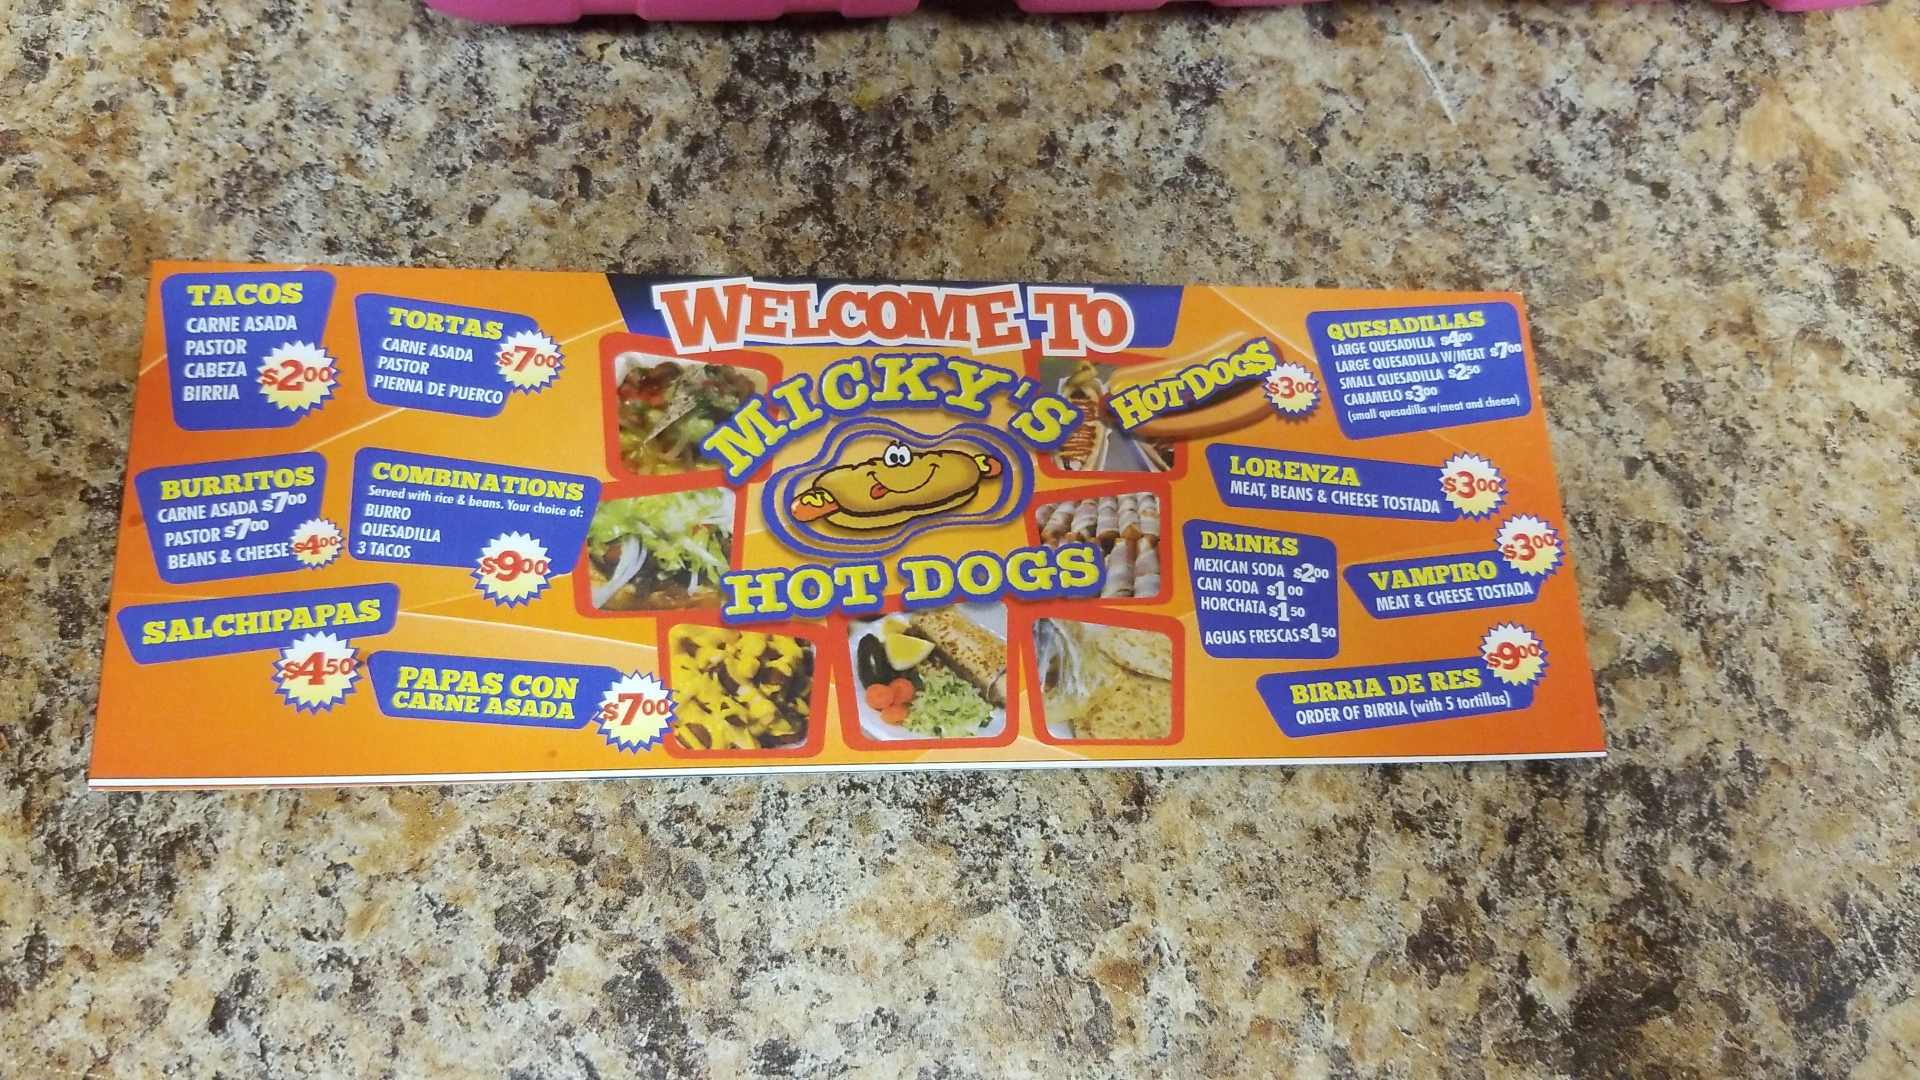 WELCOME TO
MICKY'S
HOT DOGS
TACOS
CARNE ASADA
PASTOR
CABEZA
BIRRIA
$2.00
TORTAS
CARNE ASADA
PASTOR
PIERNA DE PUERCO
$7.00
BURRITOS
CARNE ASADA $7.00
PASTOR $7.00
BEANS & CHEESE $4.00
COMBINATIONS
Served with rice & beans. Your choice of:
BURRO
QUESADILLA
3 TACOS
$9.00
SALCHIPAPAS
$4.50
PAPAS CON
CARNE ASADA
$7.00
HOT DOGS
$3.00
QUESADILLAS
LARGE QUESADILLA $4.00
LARGE QUESADILLA W/MEAT $7.00
SMALL QUESADILLA $2.50
CARAMELO $3.00
(small quesadilla w/meat and cheese)
LORENZA
MEAT, BEANS & CHEESE TOSTADA
$3.00
DRINKS
MEXICAN SODA $2.00
CAN SODA $1.00
HORCHATA $1.50
AGUAS FRESCAS $1.50
VAMPIRO
MEAT & CHEESE TOSTADA
$3.00
BIRRIA DE RES
ORDER OF BIRRIA (with 5 tortillas)
$9.00